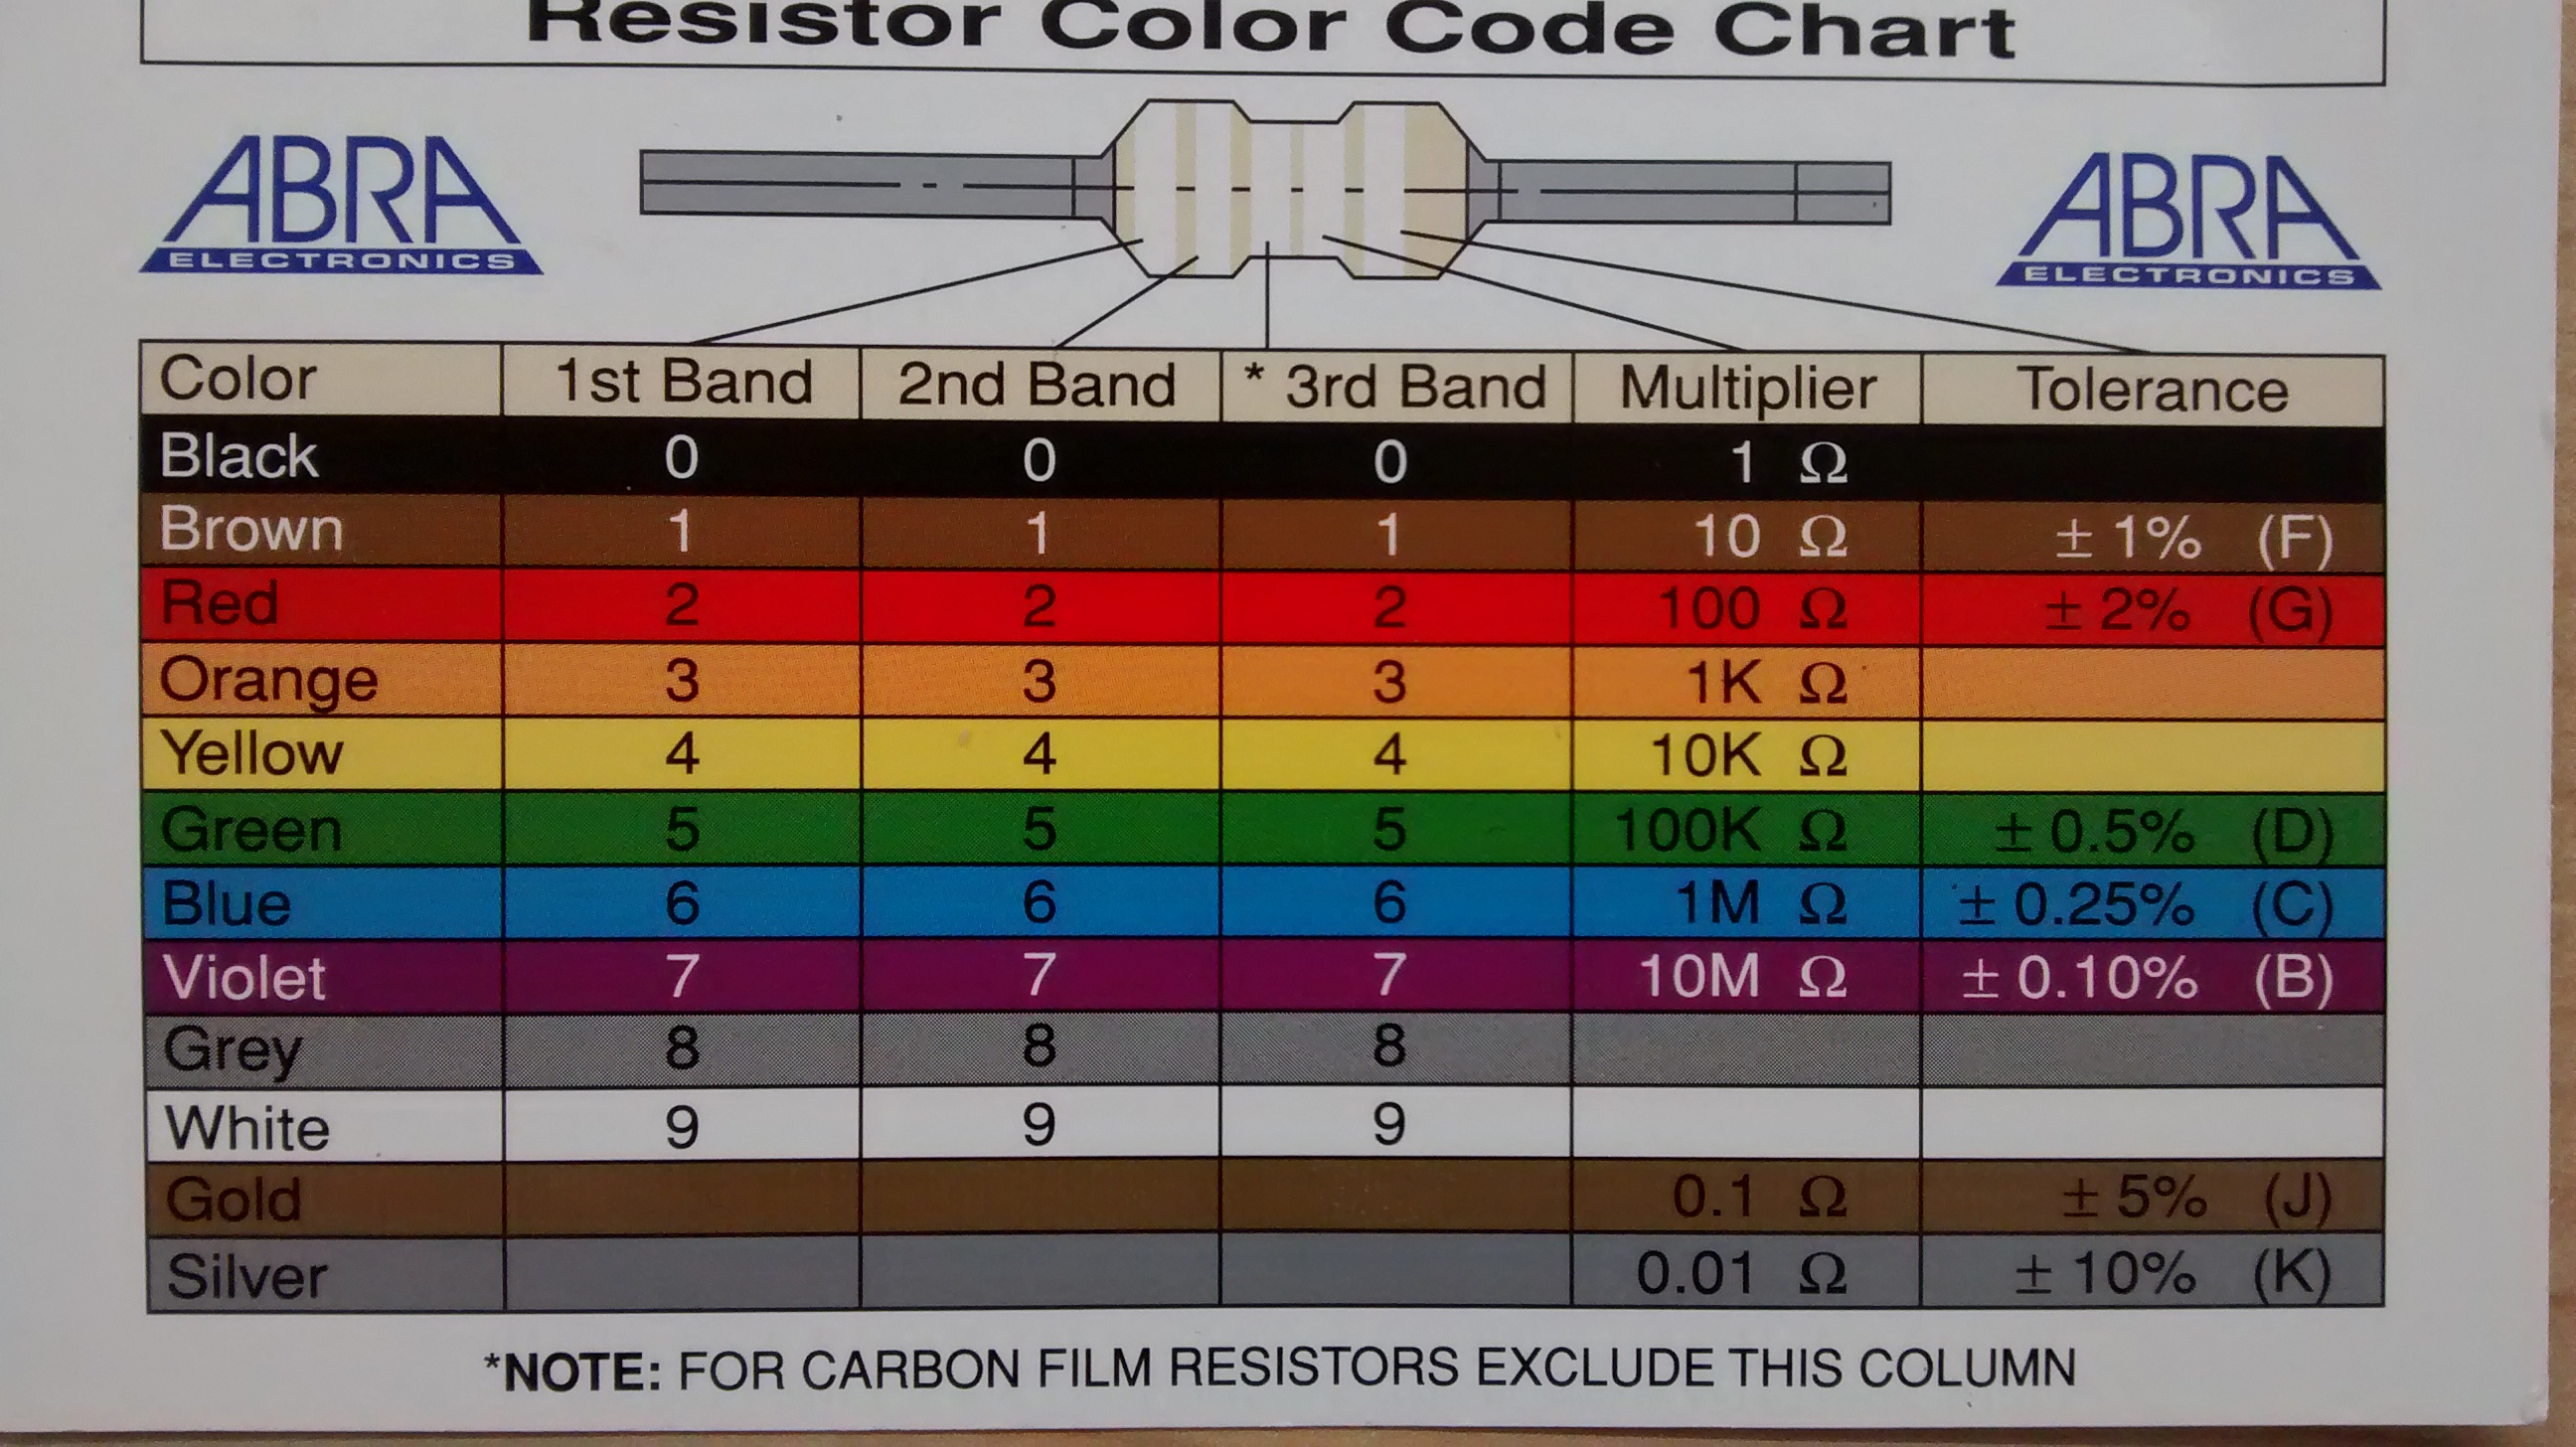 Resistor Color Code Chart
ABRA
ELECTRONICS
ABRA
ELECTRONICS
Color 1st Band 2nd Band * 3rd Band Multiplier Tolerance
Black 0 0 0 1 Ω
Brown 1 1 1 10 Ω ± 1% (F)
Red 2 2 2 100 Ω ± 2% (G)
Orange 3 3 3 1K Ω
Yellow 4 4 4 10K Ω
Green 5 5 5 100K Ω ± 0.5% (D)
Blue 6 6 6 1M Ω ± 0.25% (C)
Violet 7 7 7 10M Ω ± 0.10% (B)
Grey 8 8 8
White 9 9 9
Gold 0.1 Ω ± 5% (J)
Silver 0.01 Ω ± 10% (K)
*NOTE: FOR CARBON FILM RESISTORS EXCLUDE THIS COLUMN